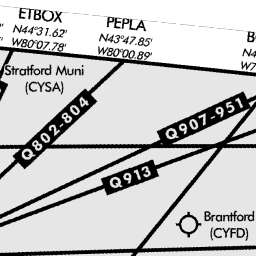 ETBOX
N44°31.62'
W80°07.78'
PEPLA
N43°47.85'
W80°00.89'
Stratford Muni
(CYSA)
Q802-804
Q907-951
Q913
Brantford
(CYFD)